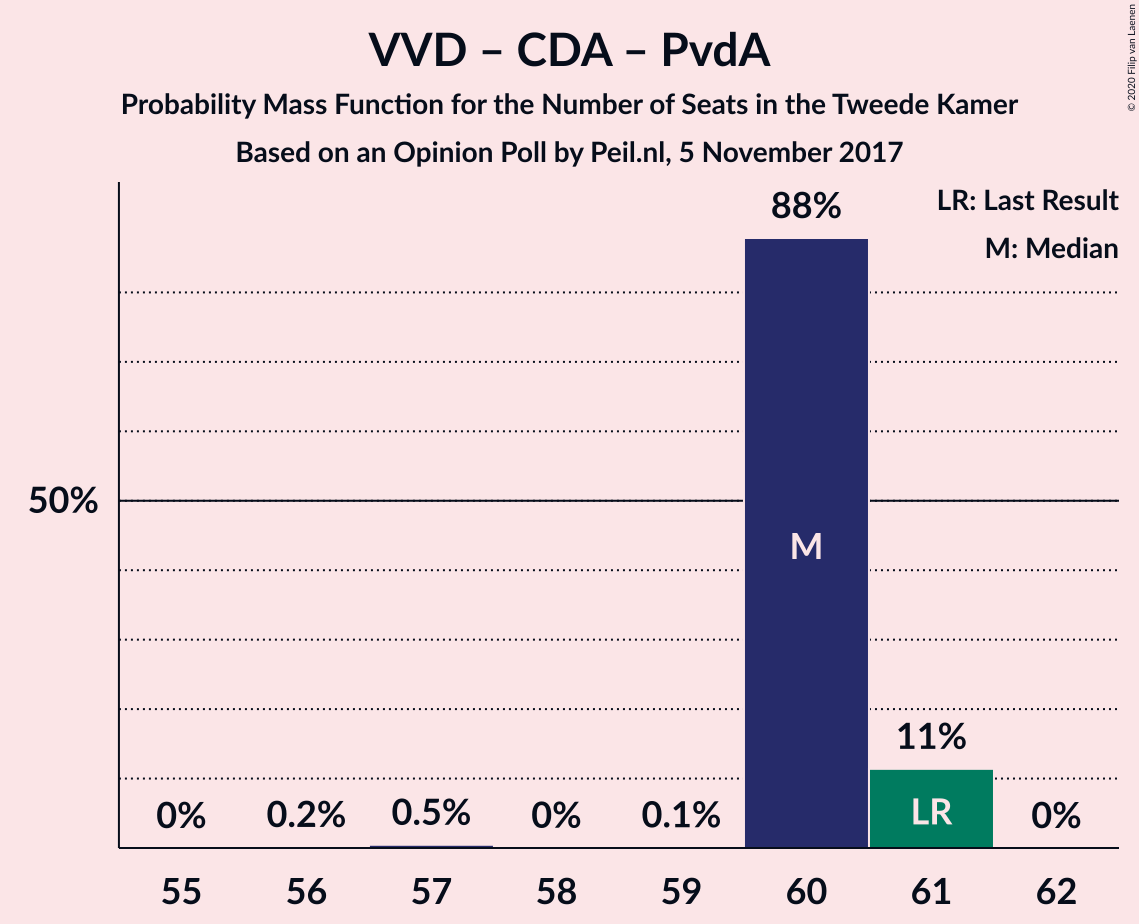 VVD – CDA – PvdA
Probability Mass Function for the Number of Seats in the Tweede Kamer
Based on an Opinion Poll by Peil.nl, 5 November 2017
© 2020 Filip van Laenen
LR: Last Result
M: Median
88%
50%
M
11%
LR
0%
0.2%
0.5%
0%
0.1%
0%
55 56 57 58 59 60 61 62